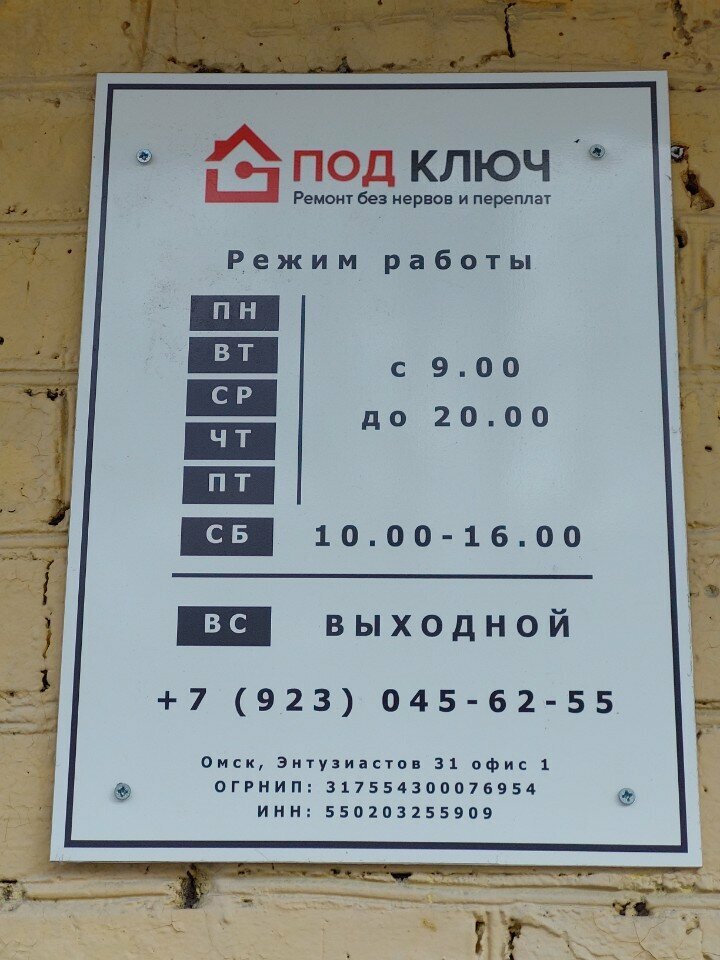 ПОД КЛЮЧ
Ремонт без нервов и переплат
Режим работы
ПН
ВТ
СР
ЧТ
ПТ
с 9.00
до 20.00
СБ 10.00-16.00
ВС ВЫХОДНОЙ
+7 (923) 045-62-55
Омск, Энтузиастов 31 офис 1
ОГРНИП: 317554300076954
ИНН: 550203255909